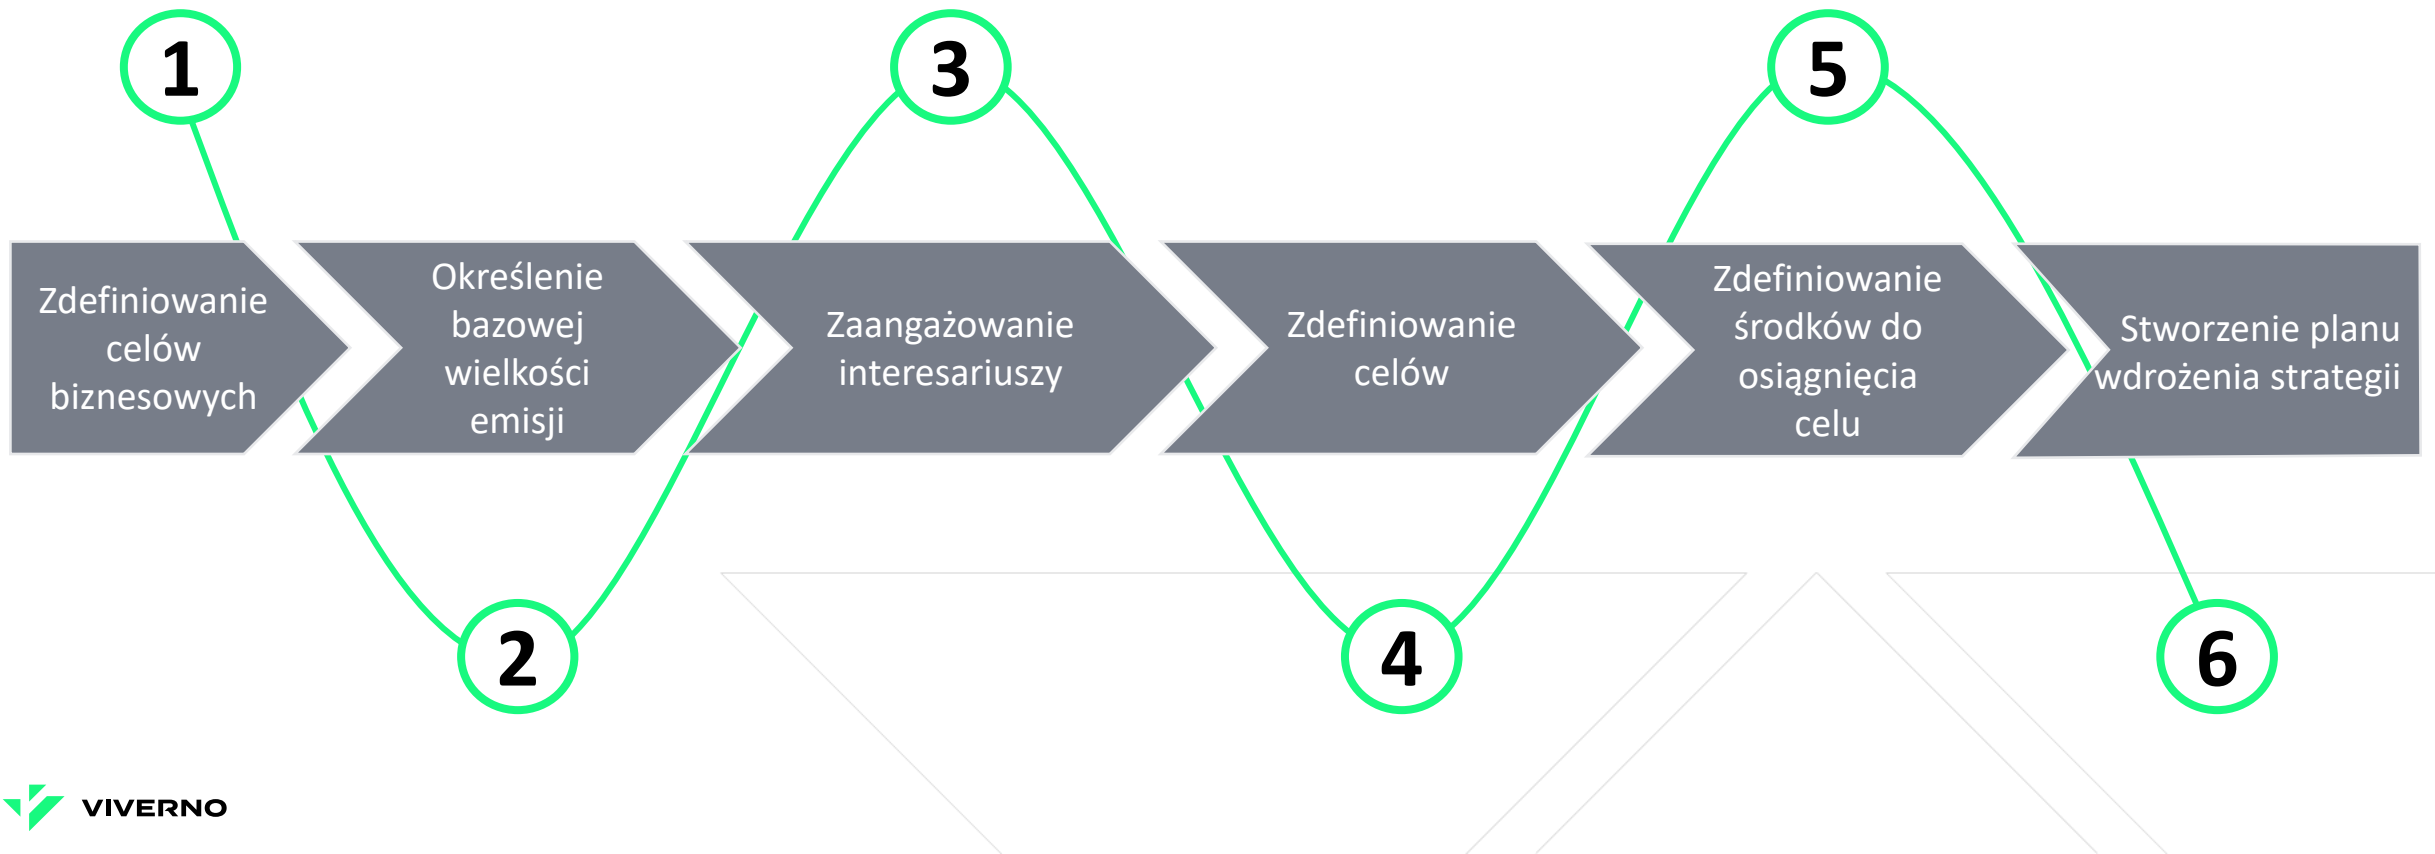 1
3
5
Zdefiniowanie
celów
biznesowych
Określenie
bazowej
wielkości
emisji
Zaangażowanie
interesariuszy
Zdefiniowanie
celów
Zdefiniowanie
środków do
osiągnięcia
celu
Stworzenie planu
wdrożenia strategii
2
4
6
VIVERNO